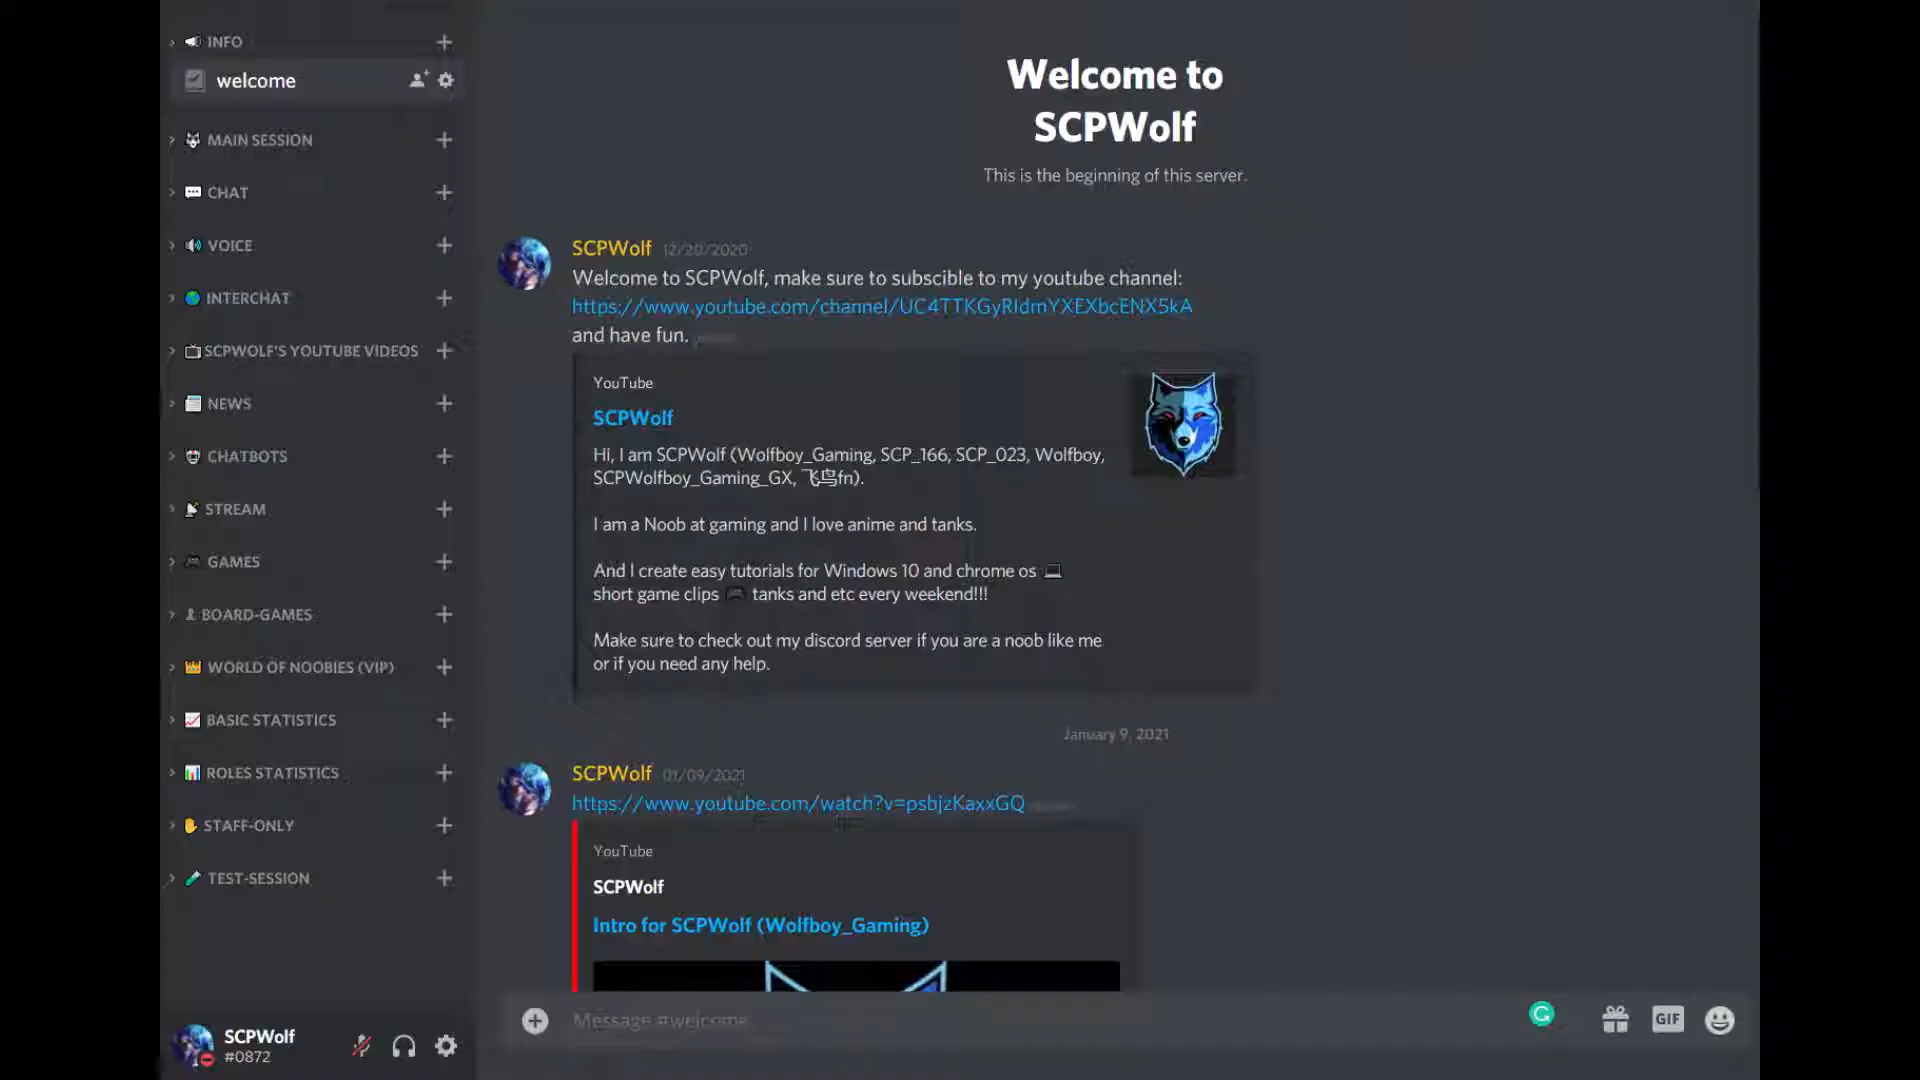 INFO
welcome
MAIN SESSION
CHAT
VOICE
INTERCHAT
SCPWOLF'S YOUTUBE VIDEOS
NEWS
CHATBOTS
STREAM
GAMES
BOARD-GAMES
WORLD OF NOOBIES (VIP)
BASIC STATISTICS
ROLES STATISTICS
STAFF-ONLY
TEST-SESSION
SCPWolf
#0872
Welcome to
SCPWolf
This is the beginning of this server.
SCPWolf 12/20/2020
Welcome to SCPWolf, make sure to subscible to my youtube channel:
https://www.youtube.com/channel/UC4TTKGyRIdmYXEXbcENX5kA
and have fun.
YouTube
SCPWolf
Hi, I am SCPWolf (Wolfboy_Gaming, SCP_166, SCP_023, Wolfboy,
SCPWolfboy_Gaming_GX, 飞鸟fn).
I am a Noob at gaming and I love anime and tanks.
And I create easy tutorials for Windows 10 and chrome os 💻
short game clips 🎮 tanks and etc every weekend!!!
Make sure to check out my discord server if you are a noob like me
or if you need any help.
January 9, 2021
SCPWolf 01/09/2021
https://www.youtube.com/watch?v=psbjzKaxxGQ
YouTube
SCPWolf
Intro for SCPWolf (Wolfboy_Gaming)
Message #welcome
GIF